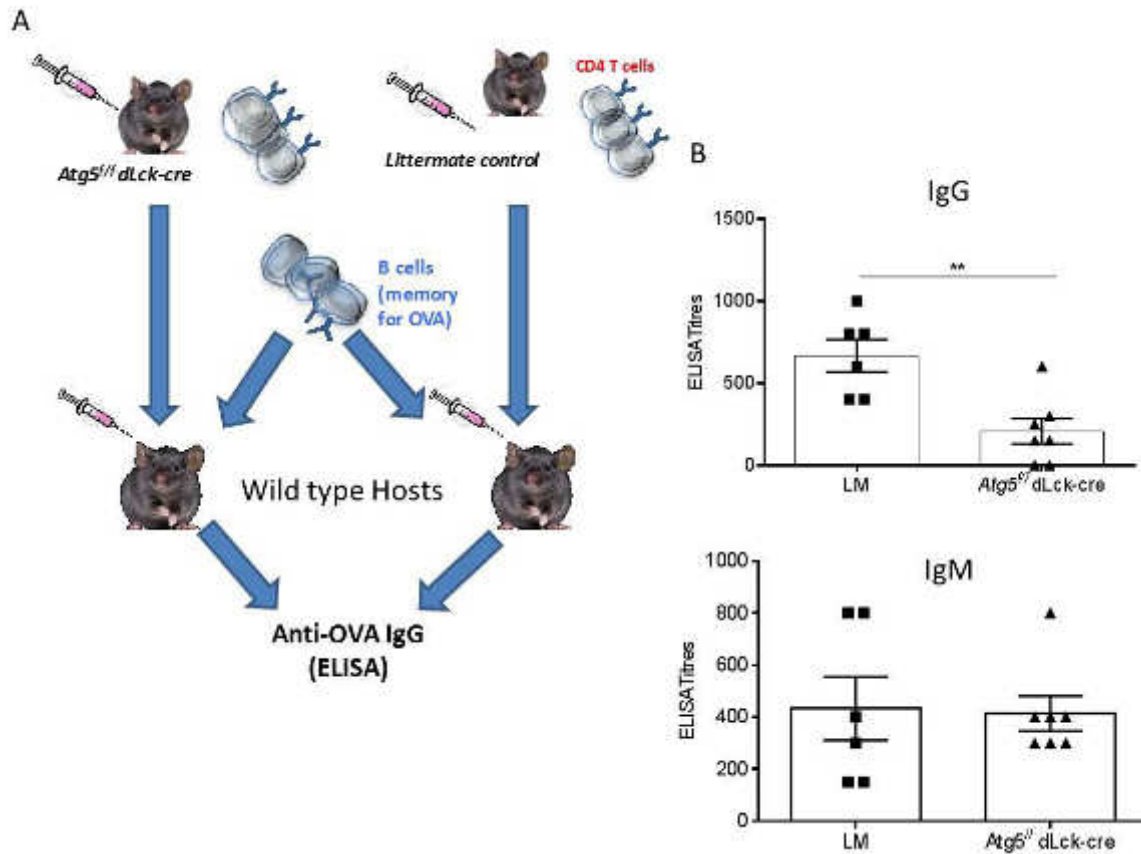 A
CD4 T cells
Atg5f/f dLck-cre
Littermate control
B cells
(memory
for OVA)
Wild type Hosts
Anti-OVA IgG
(ELISA)
B
IgG
1500
**
1000
ELISA Titres
500
0
LM
Atg5f/f dLck-cre
IgM
1000
800
600
ELISA Titres
400
200
0
LM
Atg5f/f dLck-cre